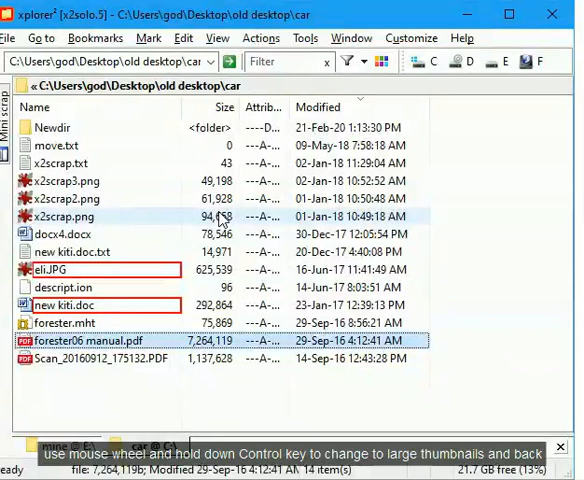 xplorer² [x2solo.5] - C:\Users\god\Desktop\old desktop\car
File Go to Bookmarks Mark Edit View Actions Tools Window Customize Help
C:\Users\god\Desktop\old desktop\car\ Filter x C D E F
« C:\Users\god\Desktop\old desktop\car
Mini scrap
Name Size Attrib... Modified
Newdir <folder> ----D... 21-Feb-20 1:13:30 PM
move.txt 0 ---A-... 09-May-18 7:58:18 AM
x2scrap.txt 43 ---A-... 02-Jan-18 11:29:04 AM
x2scrap3.png 49,198 ---A-... 02-Jan-18 10:52:52 AM
x2scrap2.png 61,928 ---A-... 01-Jan-18 10:50:48 AM
x2scrap.png ---A-... 01-Jan-18 10:49:18 AM
docx4.docx 78,546 ---A-... 30-Dec-17 12:05:54 PM
new kiti.doc.txt 14,971 ---A-... 20-Dec-17 4:40:08 PM
eli.JPG 625,539 ---A-... 16-Jun-17 11:41:49 AM
descript.ion 96 ---A-... 14-Jun-17 8:03:51 AM
new kiti.doc 292,864 ---A-... 23-Jan-17 12:39:13 PM
forester.mht 75,869 ---A-... 29-Sep-16 8:56:21 AM
forester06 manual.pdf 7,264,119 ---A-... 29-Sep-16 4:12:41 AM
Scan_20160912_175132.PDF 1,137,628 ---A-... 14-Sep-16 12:43:28 PM
mine @ E: car @ C:\
use mouse wheel and hold down Control key to change to large thumbnails and back
eady file: 7,264,119b; Modified 29-Sep-16 4:12:41 AM 14 item(s) 21.7 GB free (13%)